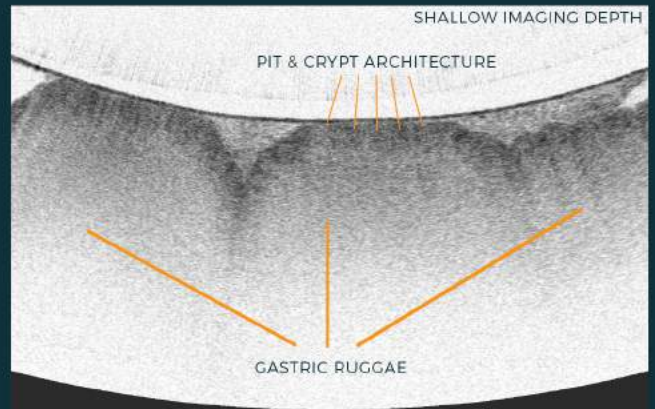 SHALLOW IMAGING DEPTH
PIT & CRYPT ARCHITECTURE
GASTRIC RUGGAE